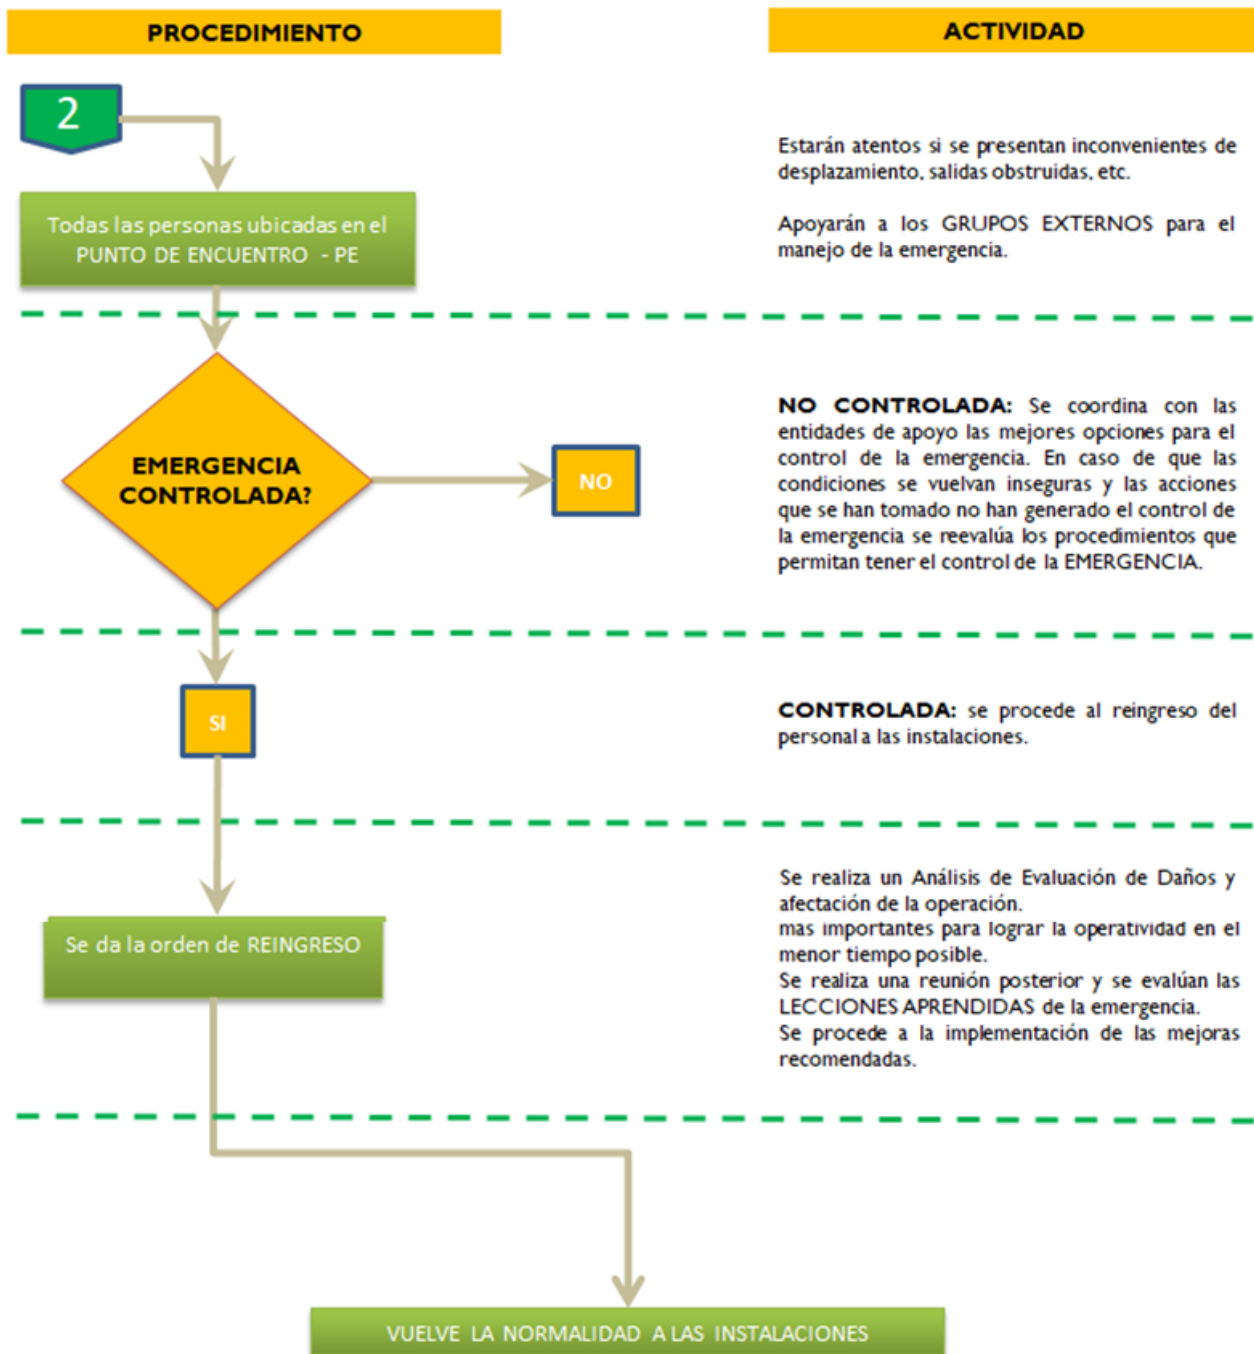 PROCEDIMIENTO
ACTIVIDAD
2
Todas las personas ubicadas en el
PUNTO DE ENCUENTRO - PE
Estarán atentos si se presentan inconvenientes de
desplazamiento, salidas obstruidas, etc.
Apoyarán a los GRUPOS EXTERNOS para el
manejo de la emergencia.
EMERGENCIA
CONTROLADA?
NO
NO CONTROLADA: Se coordina con las
entidades de apoyo las mejores opciones para el
control de la emergencia. En caso de que las
condiciones se vuelvan inseguras y las acciones
que se han tomado no han generado el control de
la emergencia se reevalúa los procedimientos que
permitan tener el control de la EMERGENCIA.
SI
CONTROLADA: se procede al reingreso del
personal a las instalaciones.
Se da la orden de REINGRESO
Se realiza un Análisis de Evaluación de Daños y
afectación de la operación.
mas importantes para lograr la operatividad en el
menor tiempo posible.
Se realiza una reunión posterior y se evalúan las
LECCIONES APRENDIDAS de la emergencia.
Se procede a la implementación de las mejoras
recomendadas.
VUELVE LA NORMALIDAD A LAS INSTALACIONES